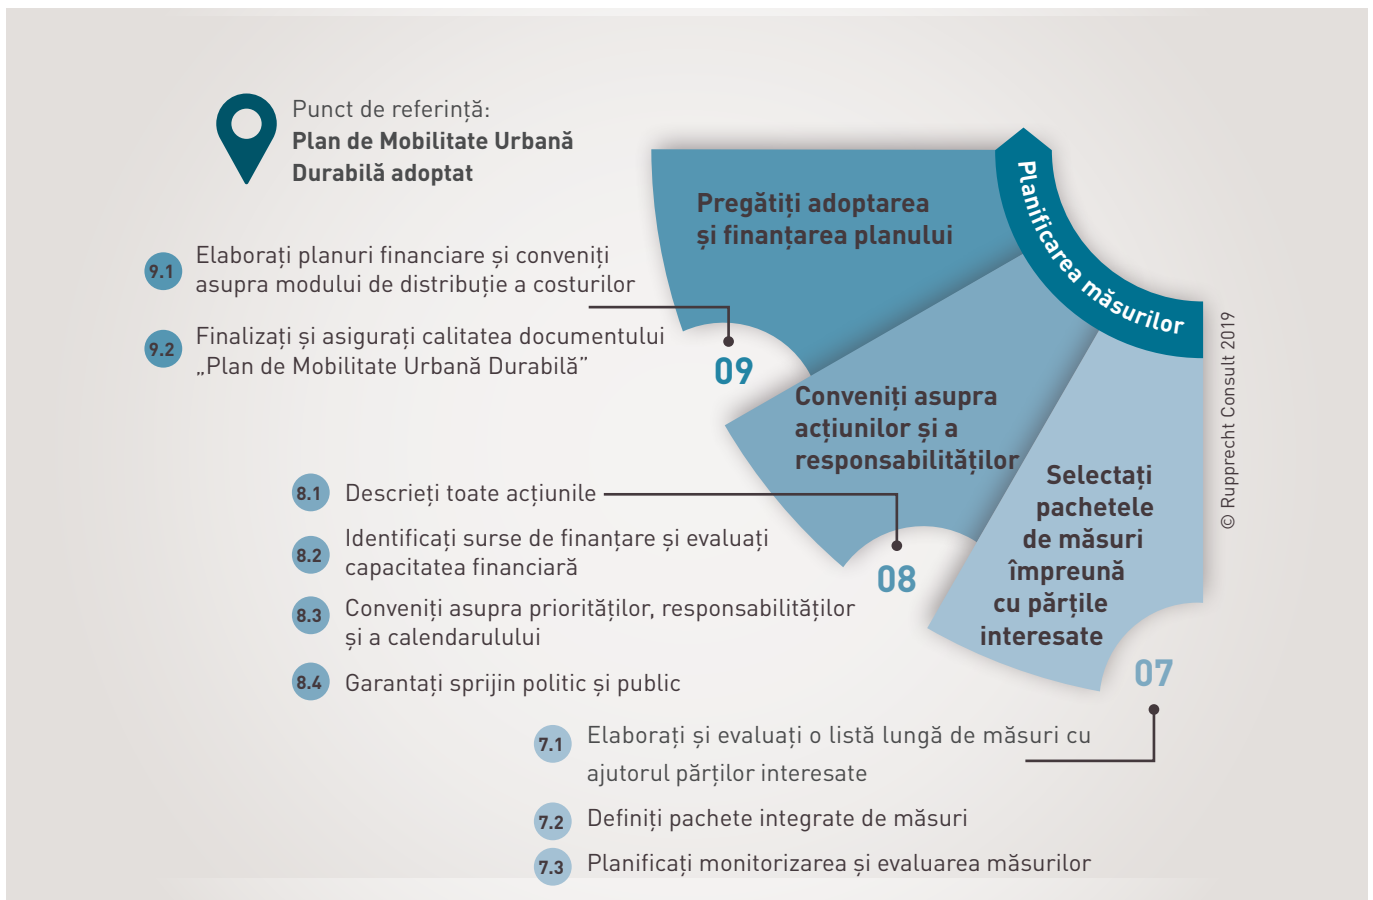 Punct de referință:
Plan de Mobilitate Urbană
Durabilă adoptat
Planificarea măsurilor
Pregătiți adoptarea
și finanțarea planului
9.1 Elaborați planuri financiare și conveniți
asupra modului de distribuție a costurilor
9.2 Finalizați și asigurați calitatea documentului
„Plan de Mobilitate Urbană Durabilă”
09
Conveniți asupra
acțiunilor și a
responsabilităților
8.1 Descrieți toate acțiunile
8.2 Identificați surse de finanțare și evaluați
capacitatea financiară
8.3 Conveniți asupra priorităților, responsabilităților
și a calendarulului
8.4 Garantați sprijin politic și public
08
Selectați
pachetele
de măsuri
împreună
cu părțile
interesate
07
7.1 Elaborați și evaluați o listă lungă de măsuri cu
ajutorul părților interesate
7.2 Definiți pachete integrate de măsuri
7.3 Planificați monitorizarea și evaluarea măsurilor
© Rupprecht Consult 2019